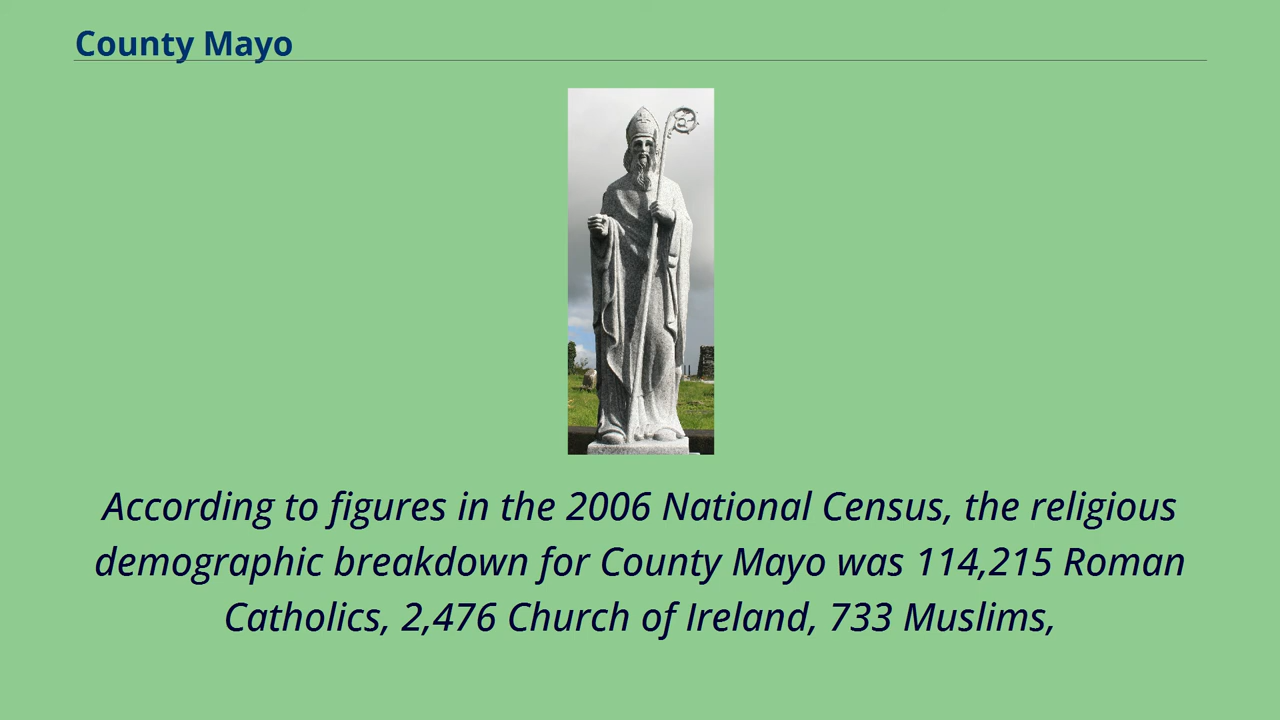 County Mayo
According to figures in the 2006 National Census, the religious
demographic breakdown for County Mayo was 114,215 Roman
Catholics, 2,476 Church of Ireland, 733 Muslims,